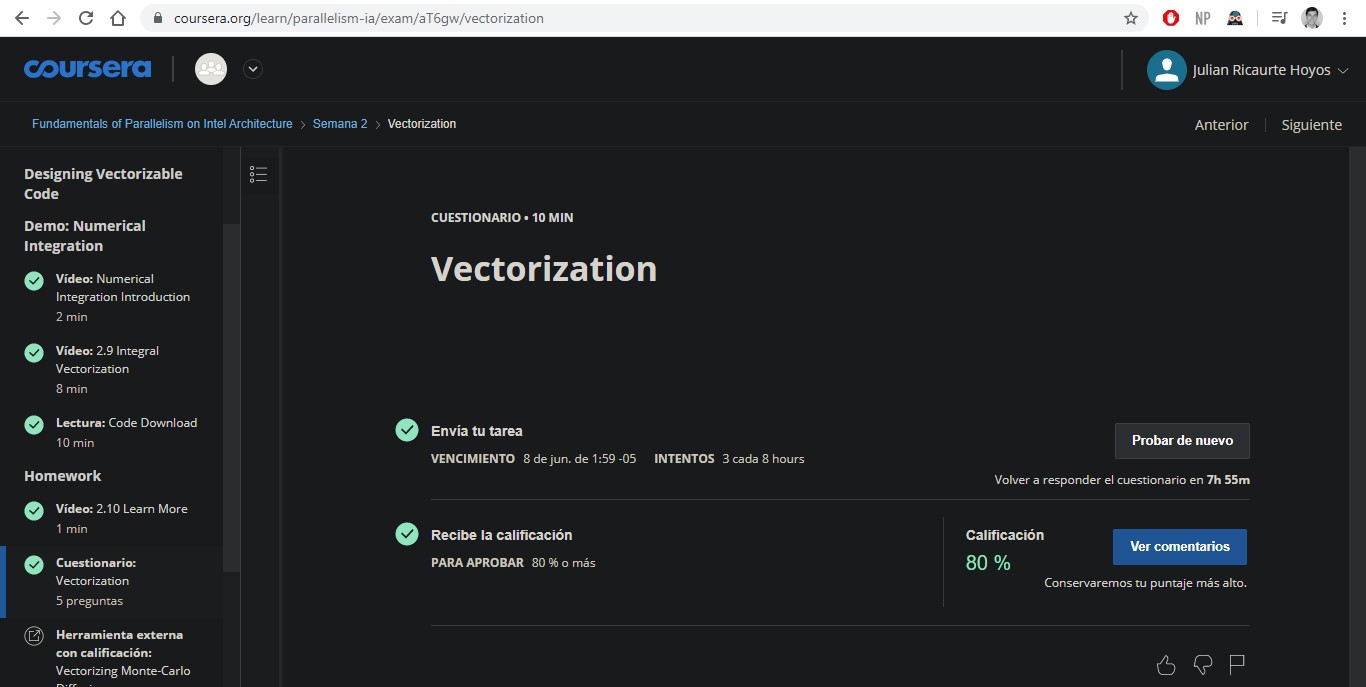 coursera.org/learn/parallelism-ia/exam/aT6gw/vectorization
NP
coursera
Julian Ricaurte Hoyos
Fundamentals of Parallelism on Intel Architecture > Semana 2 > Vectorization
Anterior | Siguiente
Designing Vectorizable
Code
Demo: Numerical
Integration
Vídeo: Numerical
Integration Introduction
2 min
Vídeo: 2.9 Integral
Vectorization
8 min
Lectura: Code Download
10 min
Homework
Vídeo: 2.10 Learn More
1 min
Cuestionario:
Vectorization
5 preguntas
Herramienta externa
con calificación:
Vectorizing Monte-Carlo
CUESTIONARIO • 10 MIN
Vectorization
Envía tu tarea
VENCIMIENTO 8 de jun. de 1:59 -05 INTENTOS 3 cada 8 hours
Probar de nuevo
Volver a responder el cuestionario en 7h 55m
Recibe la calificación
PARA APROBAR 80 % o más
Calificación
80 %
Ver comentarios
Conservaremos tu puntaje más alto.